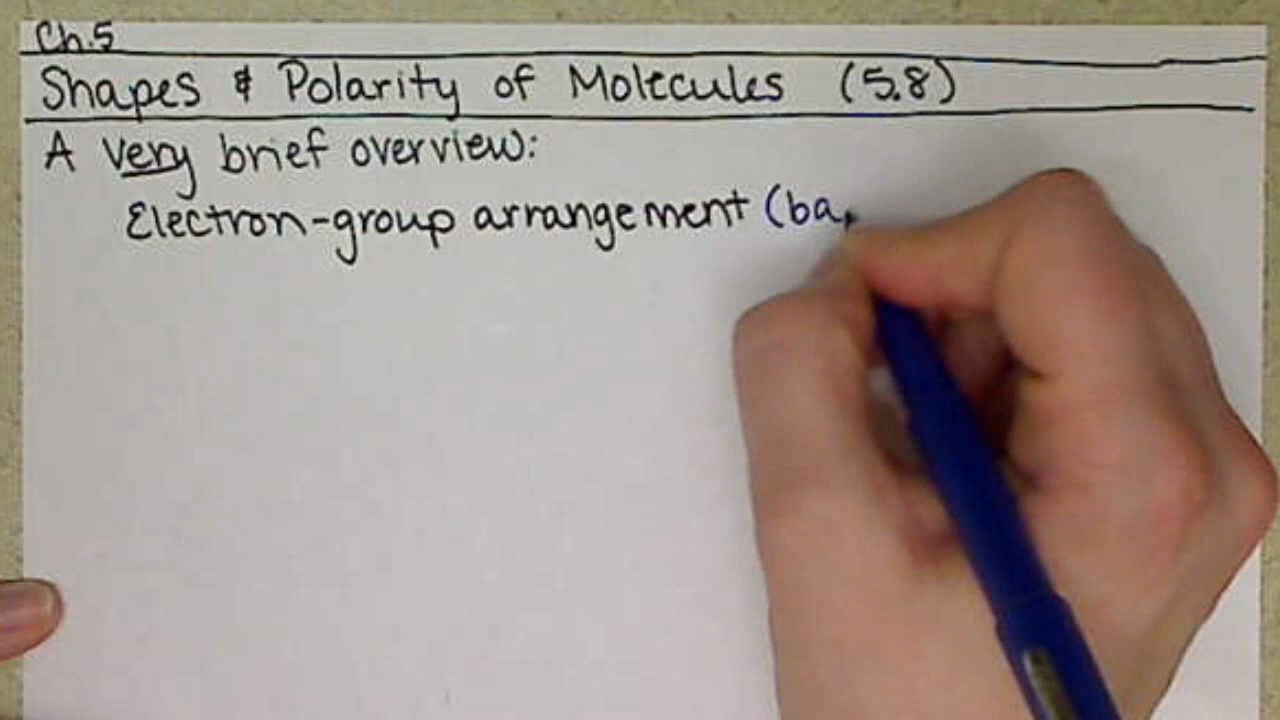 Ch.5
Shapes & Polarity of Molecules (5.8)
A very brief overview:
Electron-group arrangement (ba